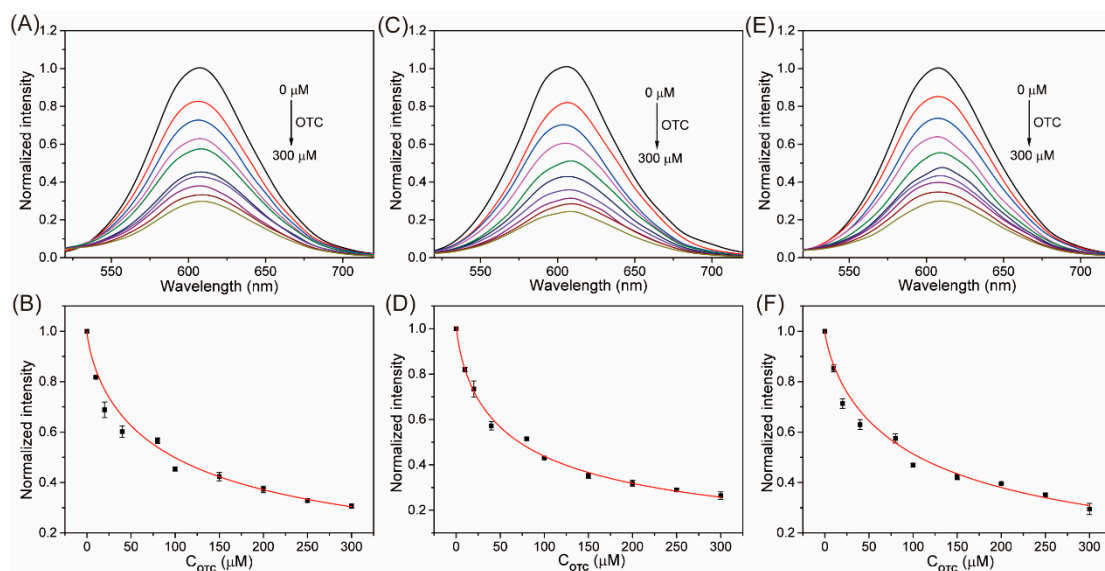 (A)
Normalized intensity
1.2
1.0
0.8
0.6
0.4
0.2
0.0
0 μM
OTC
300 μM
550 600 650 700
Wavelength (nm)
(C)
Normalized intensity
1.2
1.0
0.8
0.6
0.4
0.2
0.0
0 μM
OTC
300 μM
550 600 650 700
Wavelength (nm)
(E)
Normalized intensity
1.2
1.0
0.8
0.6
0.4
0.2
0.0
0 μM
OTC
300 μM
550 600 650 700
Wavelength (nm)
(B)
Normalized intensity
1.0
0.8
0.6
0.4
0.2
0 50 100 150 200 250 300
C_OTC (μM)
(D)
Normalized intensity
1.0
0.8
0.6
0.4
0.2
0 50 100 150 200 250 300
C_OTC (μM)
(F)
Normalized intensity
1.0
0.8
0.6
0.4
0.2
0 50 100 150 200 250 300
C_OTC (μM)